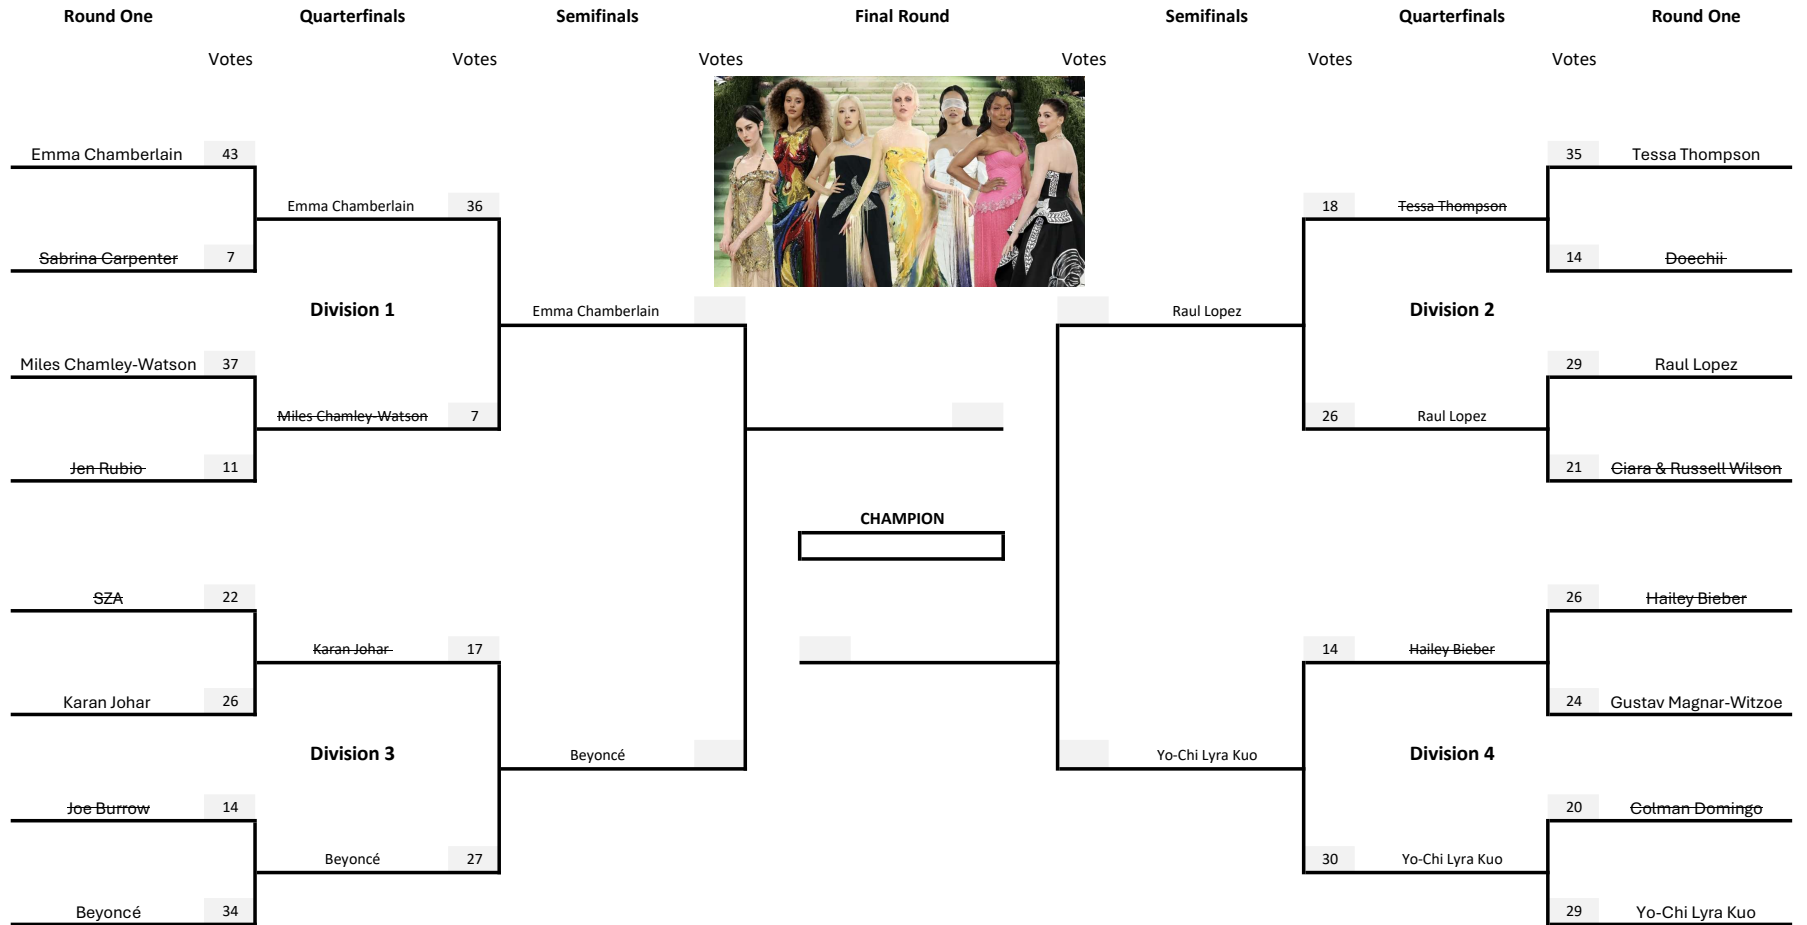 Round One Quarterfinals Semifinals Final Round Semifinals Quarterfinals Round One
Votes Votes Votes Votes Votes Votes
Emma Chamberlain 43 35 Tessa Thompson
Emma Chamberlain 36 18 Tessa Thompson
Sabrina Carpenter 7 14 Doechii
Division 1 Emma Chamberlain Raul Lopez Division 2
Miles Chamley-Watson 37 29 Raul Lopez
Miles Chamley-Watson 7 26 Raul Lopez
Jen Rubio 11 21 Ciara & Russell Wilson
CHAMPION
SZA 22 26 Hailey Bieber
Karan Johar 17 14 Hailey Bieber
Karan Johar 26 24 Gustav Magnar-Witzoe
Division 3 Beyoncé Yo-Chi Lyra Kuo Division 4
Joe Burrow 14 20 Colman Domingo
Beyoncé 27 30 Yo-Chi Lyra Kuo
Beyoncé 34 29 Yo-Chi Lyra Kuo